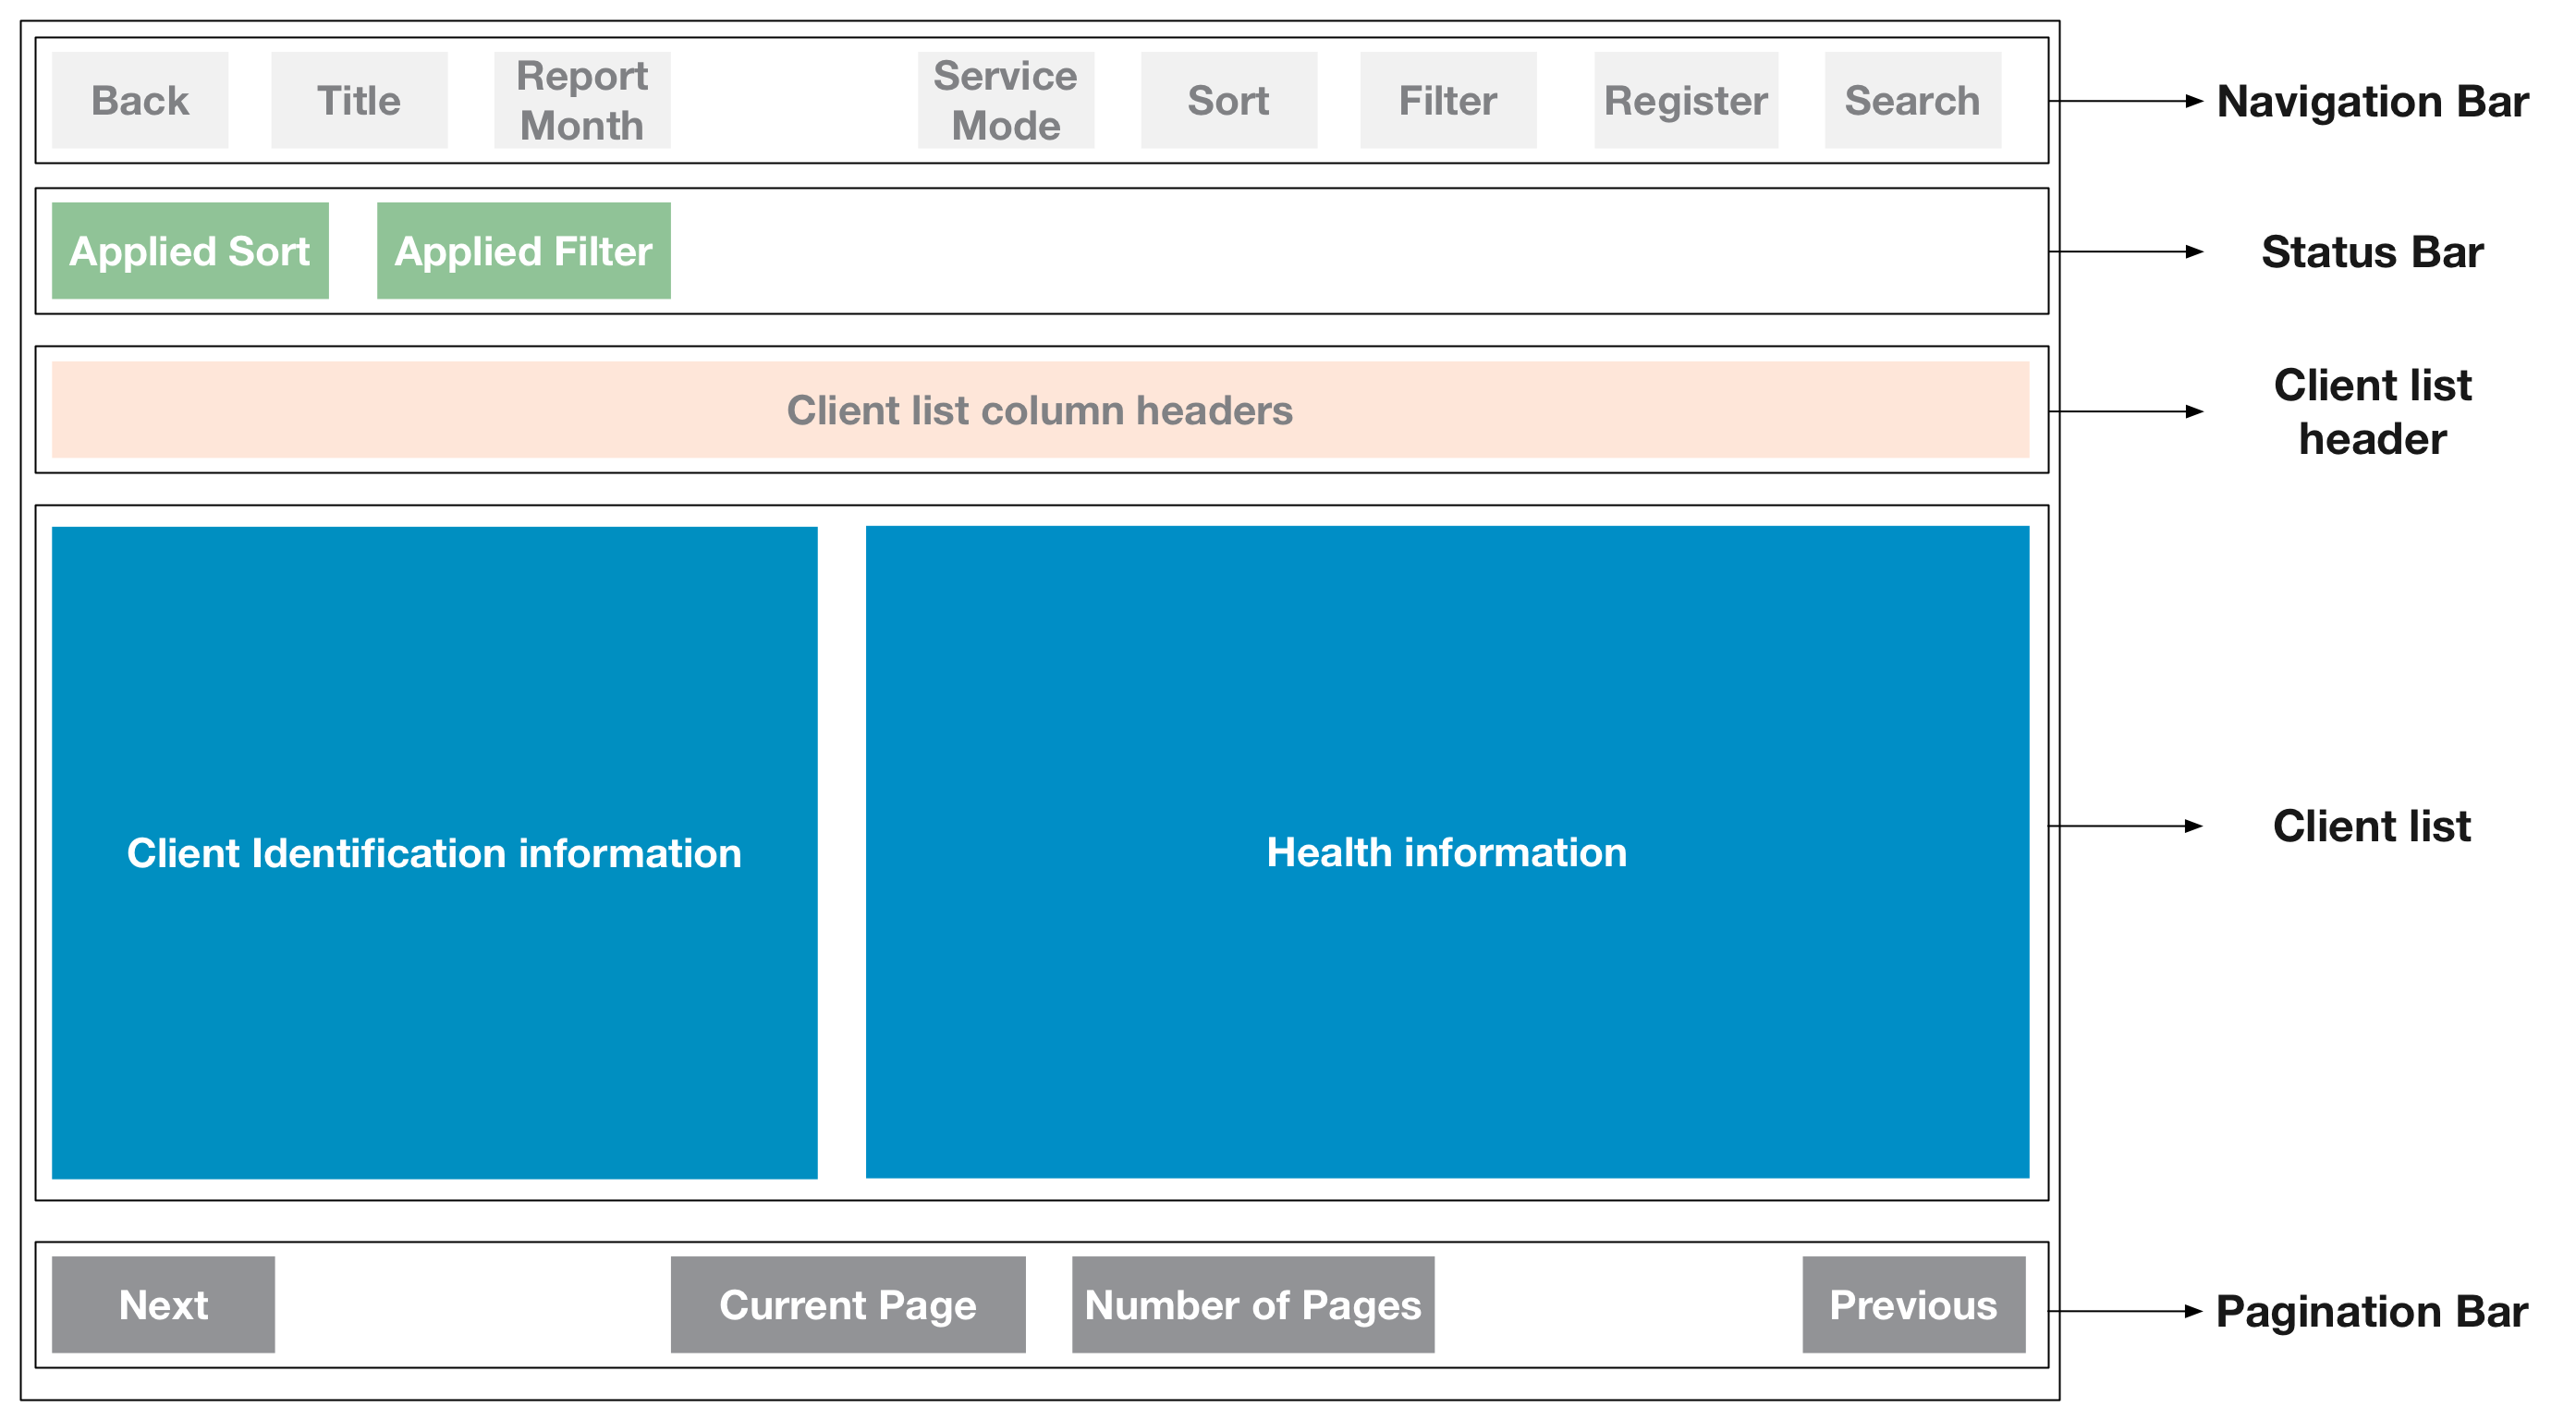 Back
Title
Report
Month
Service
Mode
Sort
Filter
Register
Search
Navigation Bar
Applied Sort
Applied Filter
Status Bar
Client list column headers
Client list
header
Client Identification information
Health information
Client list
Next
Current Page
Number of Pages
Previous
Pagination Bar